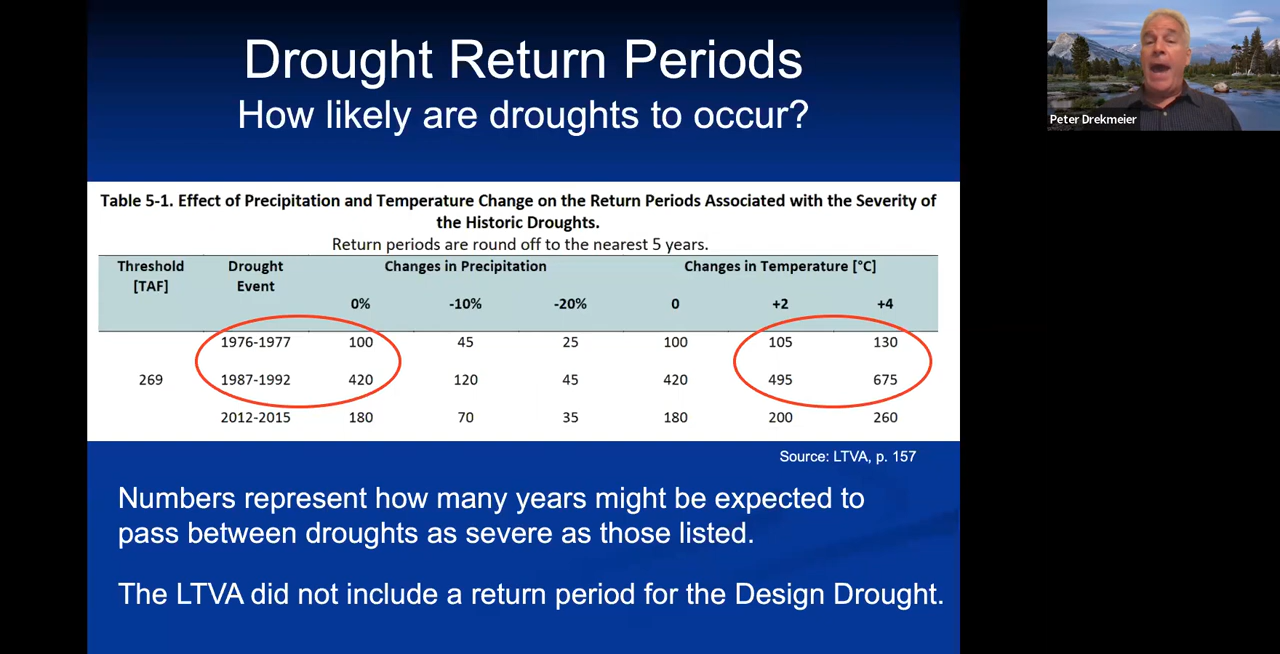 Drought Return Periods
How likely are droughts to occur?
Peter Drekmeier
Table 5-1. Effect of Precipitation and Temperature Change on the Return Periods Associated with the Severity of
the Historic Droughts.
Return periods are round off to the nearest 5 years.
Threshold Drought Changes in Precipitation Changes in Temperature [°C]
[TAF] Event
0% -10% -20% 0 +2 +4
1976-1977 100 45 25 100 105 130
269 1987-1992 420 120 45 420 495 675
2012-2015 180 70 35 180 200 260
Source: LTVA, p. 157
Numbers represent how many years might be expected to
pass between droughts as severe as those listed.
The LTVA did not include a return period for the Design Drought.